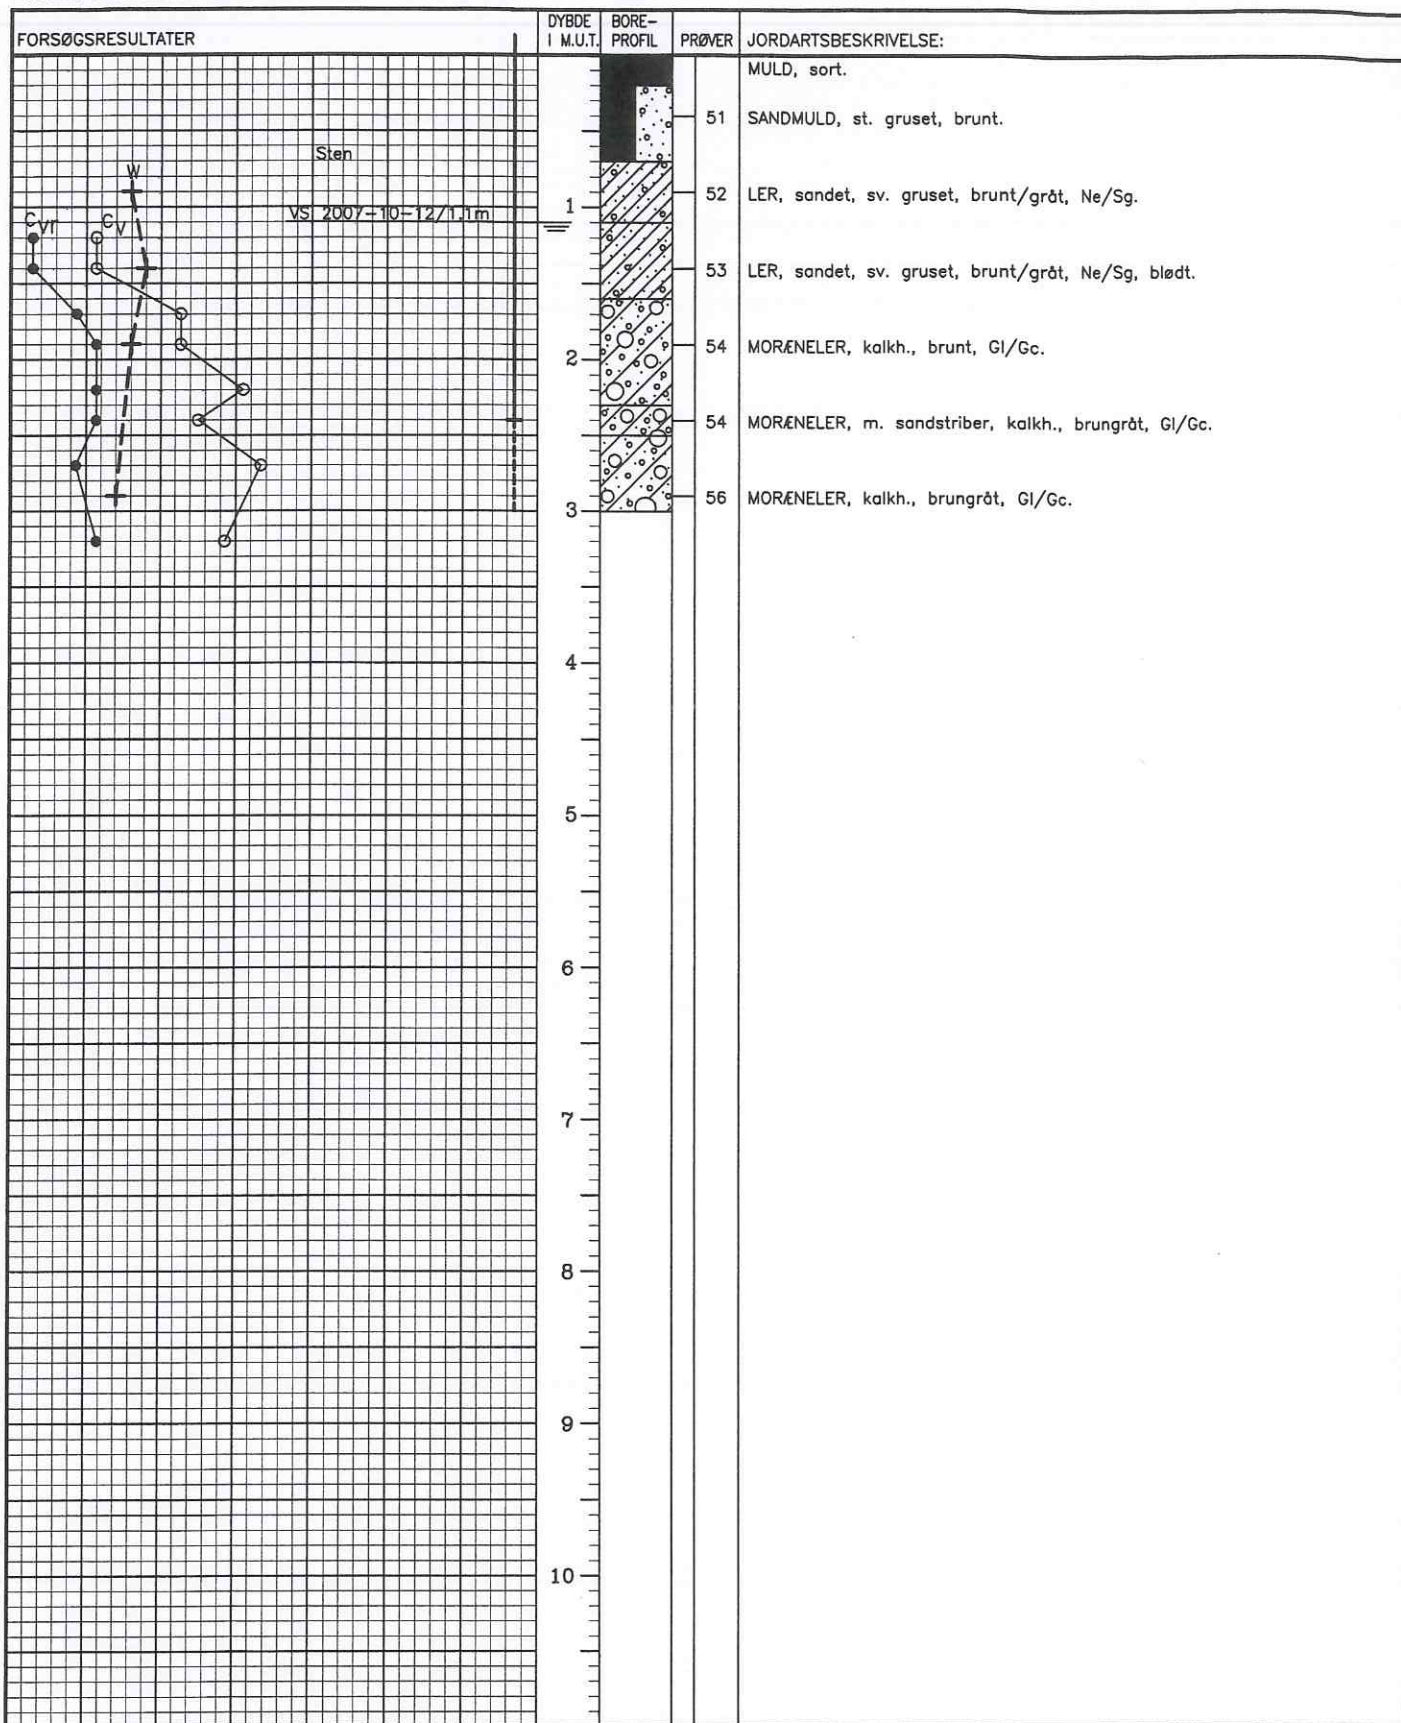 FORSØGSRESULTATER
DYBDE
I M.U.T.
BORE-
PROFIL
PRØVER
JORDARTSBESKRIVELSE:
MULD, sort.
51 SANDMULD, st. gruset, brunt.
Sten
W
52 LER, sandet, sv. gruset, brunt/gråt, Ne/Sg.
1
VS 2007-10-12/1.1m
Cvr
Cv
53 LER, sandet, sv. gruset, brunt/gråt, Ne/Sg, blødt.
54 MORÆNELER, kalkh., brunt, Gl/Gc.
2
54 MORÆNELER, m. sandstriber, kalkh., brungråt, Gl/Gc.
56 MORÆNELER, kalkh., brungråt, Gl/Gc.
3
4
5
6
7
8
9
10